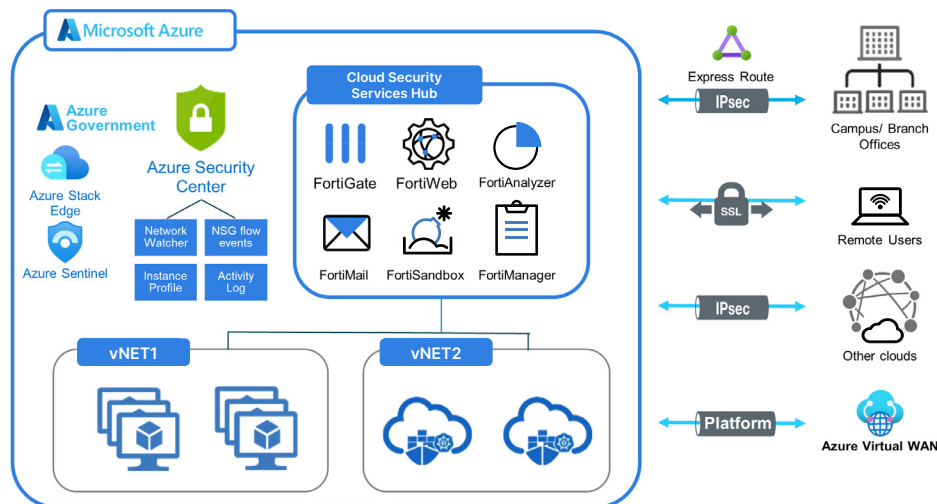 Microsoft Azure
Azure
Government
Azure Stack
Edge
Azure Sentinel
Azure Security
Center
Network
Watcher
NSG flow
events
Instance
Profile
Activity
Log
Cloud Security
Services Hub
FortiGate
FortiWeb
FortiAnalyzer
FortiMail
FortiSandbox
FortiManager
vNET1
vNET2
Express Route
IPsec
Campus/ Branch
Offices
SSL
Remote Users
IPsec
Other clouds
Platform
Azure Virtual WAN